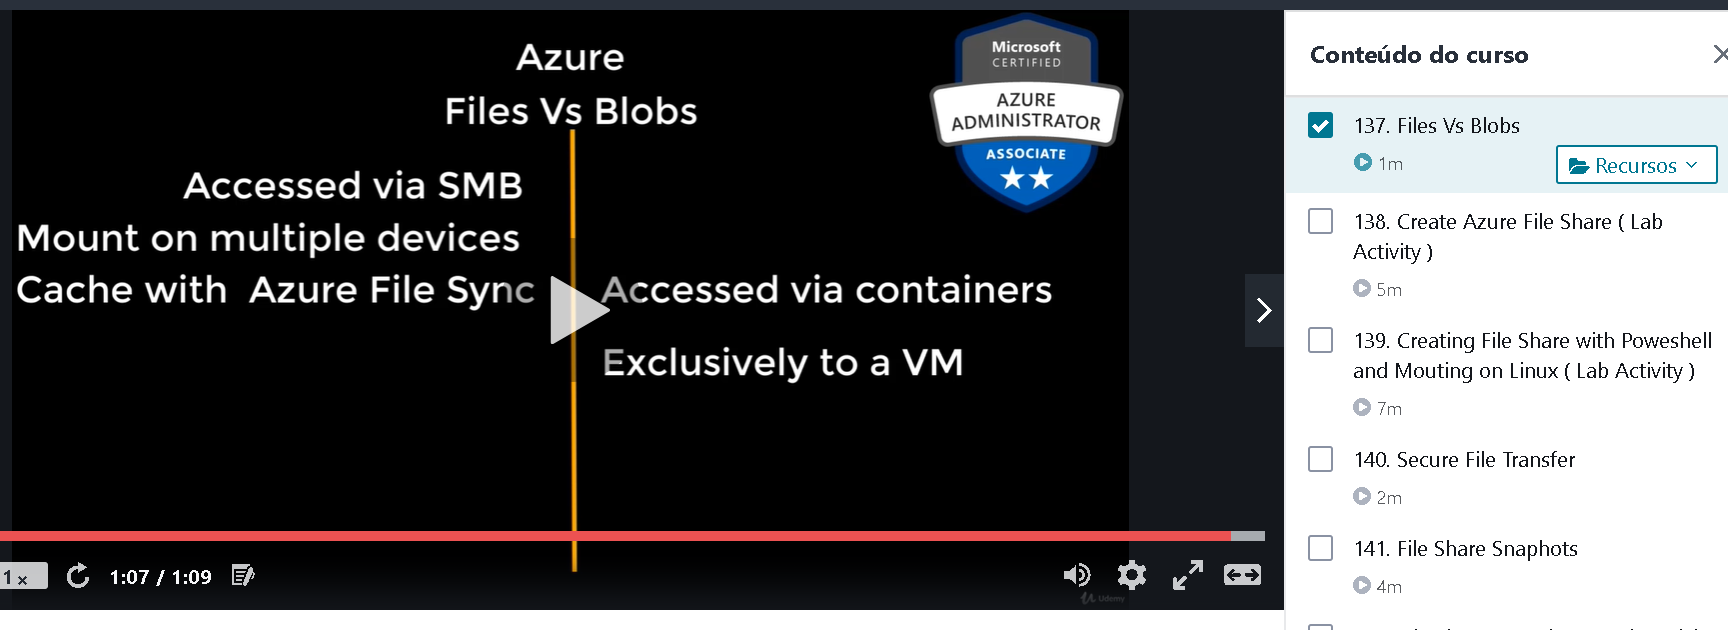 Azure
Files Vs Blobs
Accessed via SMB
Mount on multiple devices
Cache with Azure File Sync
Accessed via containers
Exclusively to a VM
Microsoft
CERTIFIED
AZURE
ADMINISTRATOR
ASSOCIATE
1 x
1:07 / 1:09
Udemy
Conteúdo do curso
137. Files Vs Blobs
1m
Recursos
138. Create Azure File Share ( Lab
Activity )
5m
139. Creating File Share with Poweshell
and Mouting on Linux ( Lab Activity )
7m
140. Secure File Transfer
2m
141. File Share Snaphots
4m